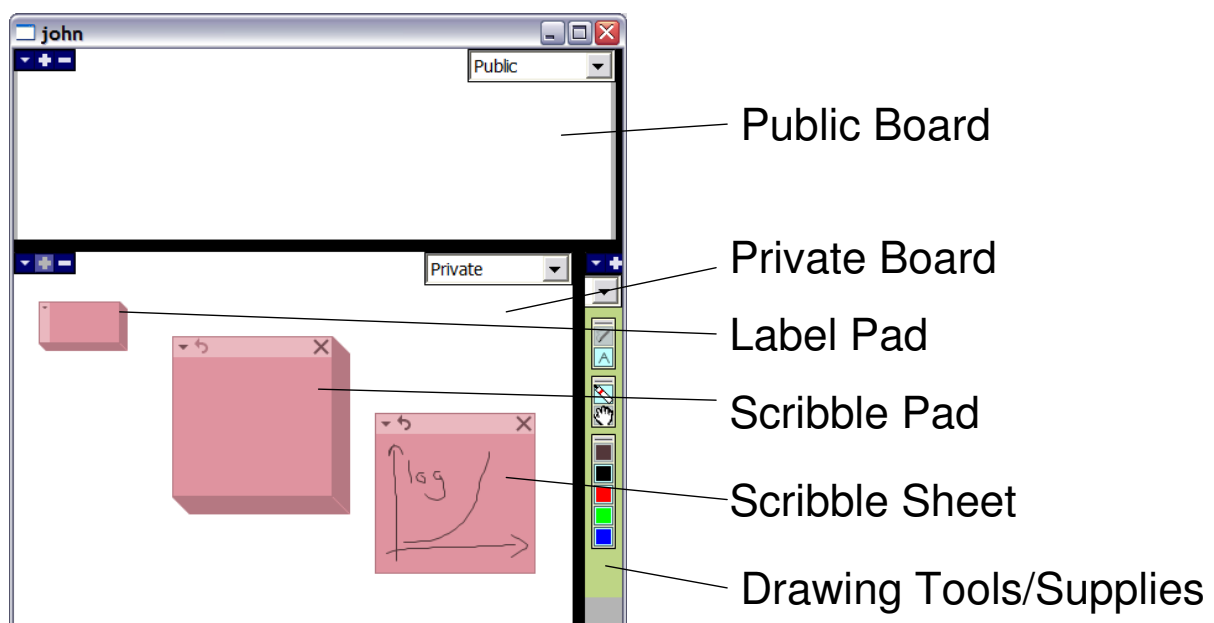 john
Public
Public Board
Private
Private Board
Label Pad
Scribble Pad
log
Scribble Sheet
A
Drawing Tools/Supplies